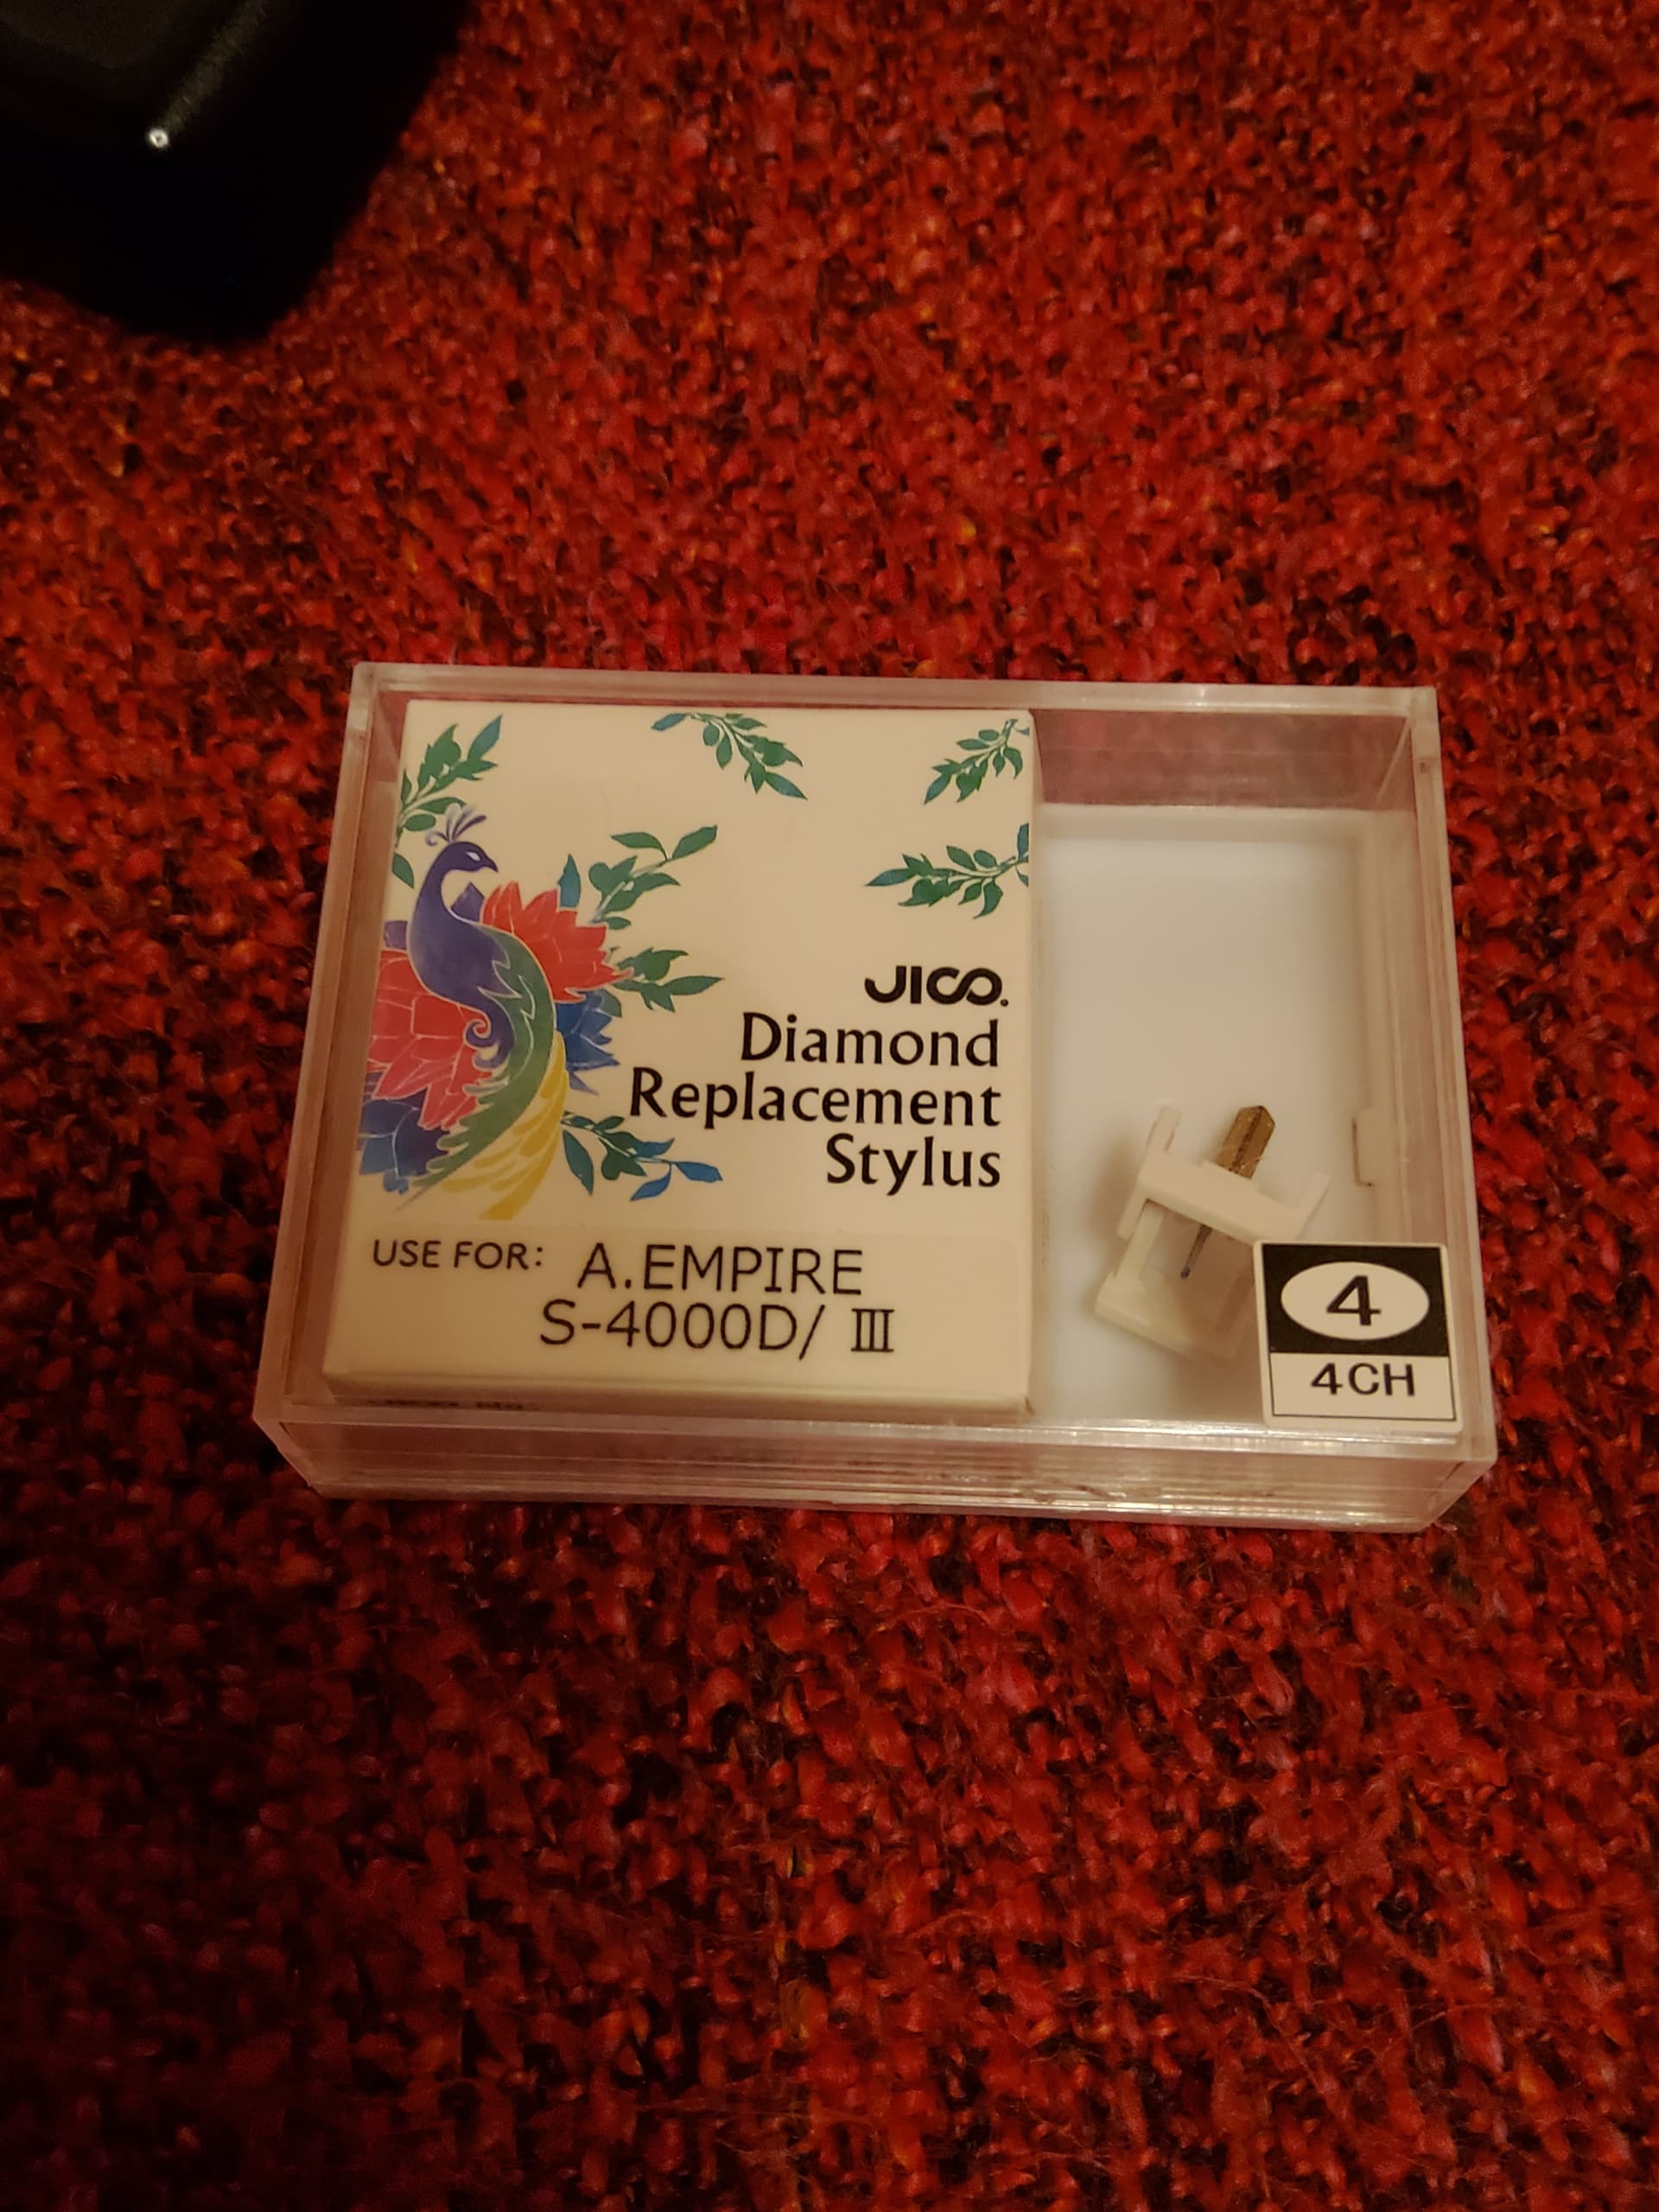 JICO.
Diamond
Replacement
Stylus
USE FOR: A.EMPIRE
S-4000D/ III
4
4CH